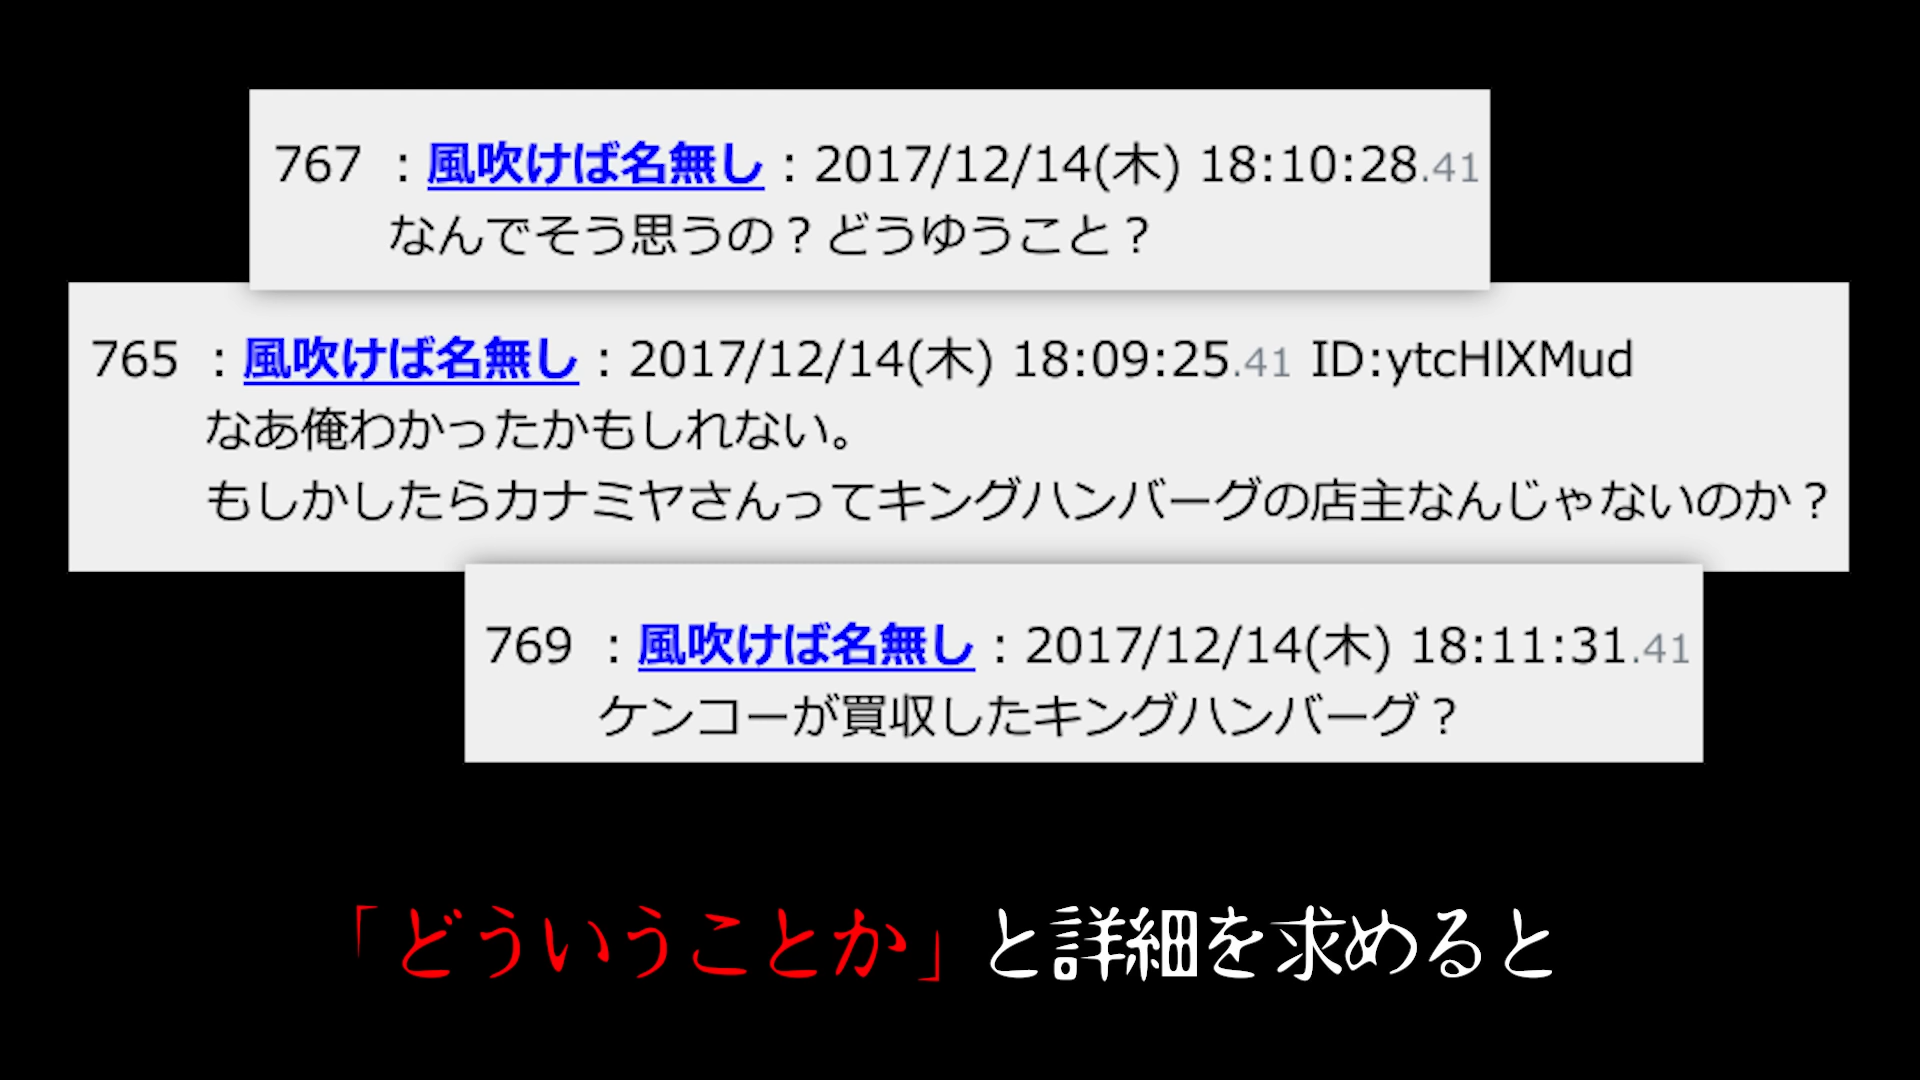 767 ：風吹けば名無し：2017/12/14(木) 18:10:28.41
なんでそう思うの？どうゆうこと？
765 ：風吹けば名無し：2017/12/14(木) 18:09:25.41 ID:ytcHlXMud
なあ俺わかったかもしれない。
もしかしたらカナミヤさんってキングハンバーグの店主なんじゃないのか？
769 ：風吹けば名無し：2017/12/14(木) 18:11:31.41
ケンコーが買収したキングハンバーグ？
「どういうことか」と詳細を求めると